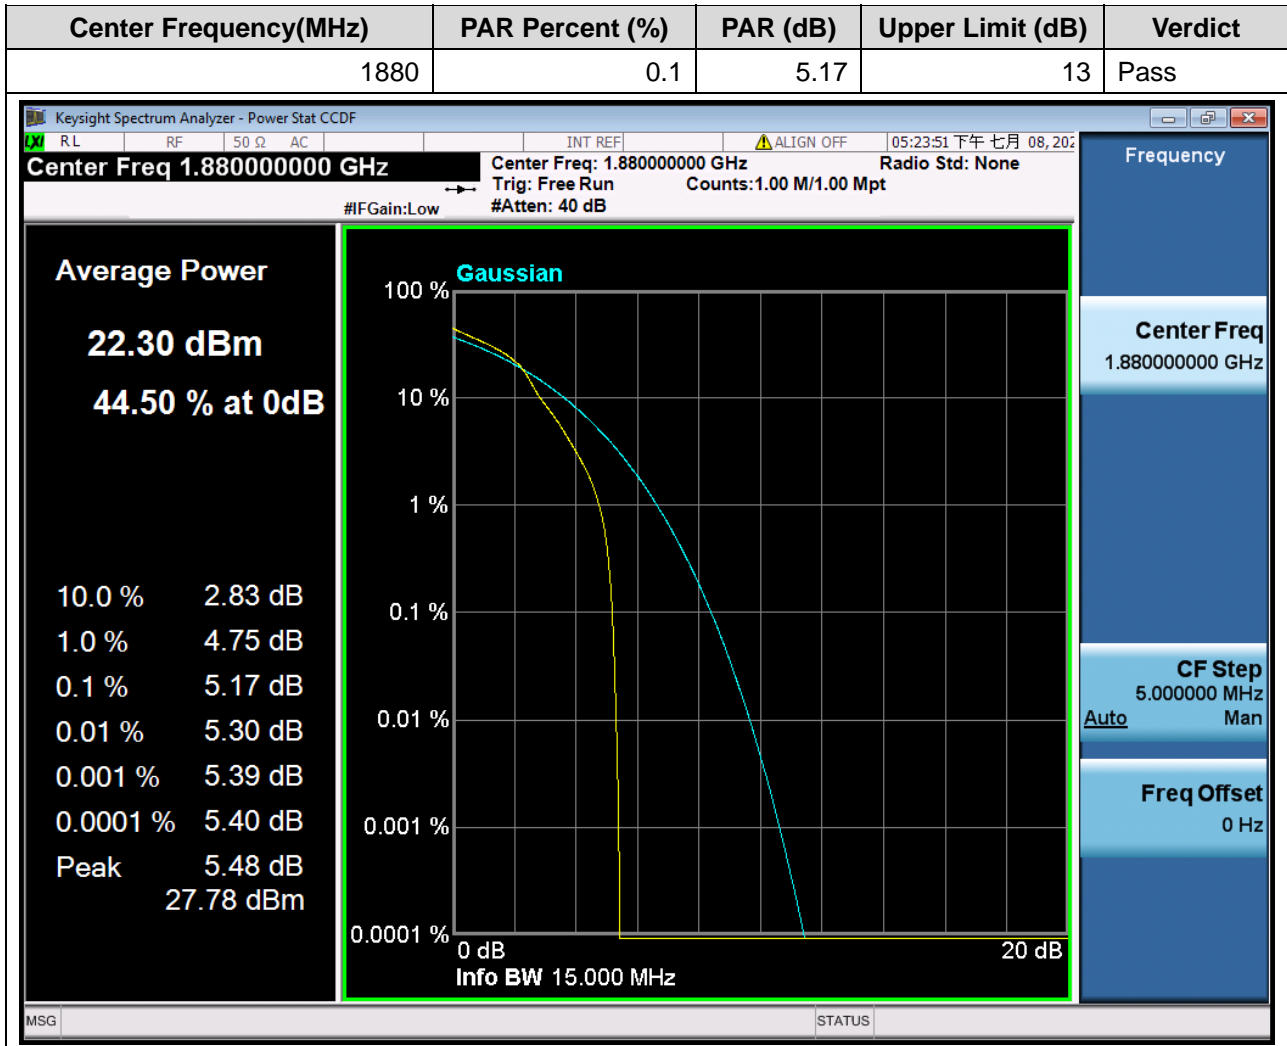 Center Frequency(MHz) PAR Percent (%) PAR (dB) Upper Limit (dB) Verdict
1880 0.1 5.17 13 Pass
Keysight Spectrum Analyzer - Power Stat CCDF
LXI RL RF 50 Ω AC INT REF ALIGN OFF 05:23:51 下午 七月 08, 202
Center Freq 1.880000000 GHz
Center Freq: 1.880000000 GHz Radio Std: None
Trig: Free Run Counts:1.00 M/1.00 Mpt
#IFGain:Low #Atten: 40 dB
Average Power
22.30 dBm
44.50 % at 0dB
10.0 % 2.83 dB
1.0 % 4.75 dB
0.1 % 5.17 dB
0.01 % 5.30 dB
0.001 % 5.39 dB
0.0001 % 5.40 dB
Peak 5.48 dB
27.78 dBm
Gaussian
100 %
10 %
1 %
0.1 %
0.01 %
0.001 %
0.0001 %
0 dB 20 dB
Info BW 15.000 MHz
Frequency
Center Freq
1.880000000 GHz
CF Step
5.000000 MHz
Auto Man
Freq Offset
0 Hz
MSG STATUS